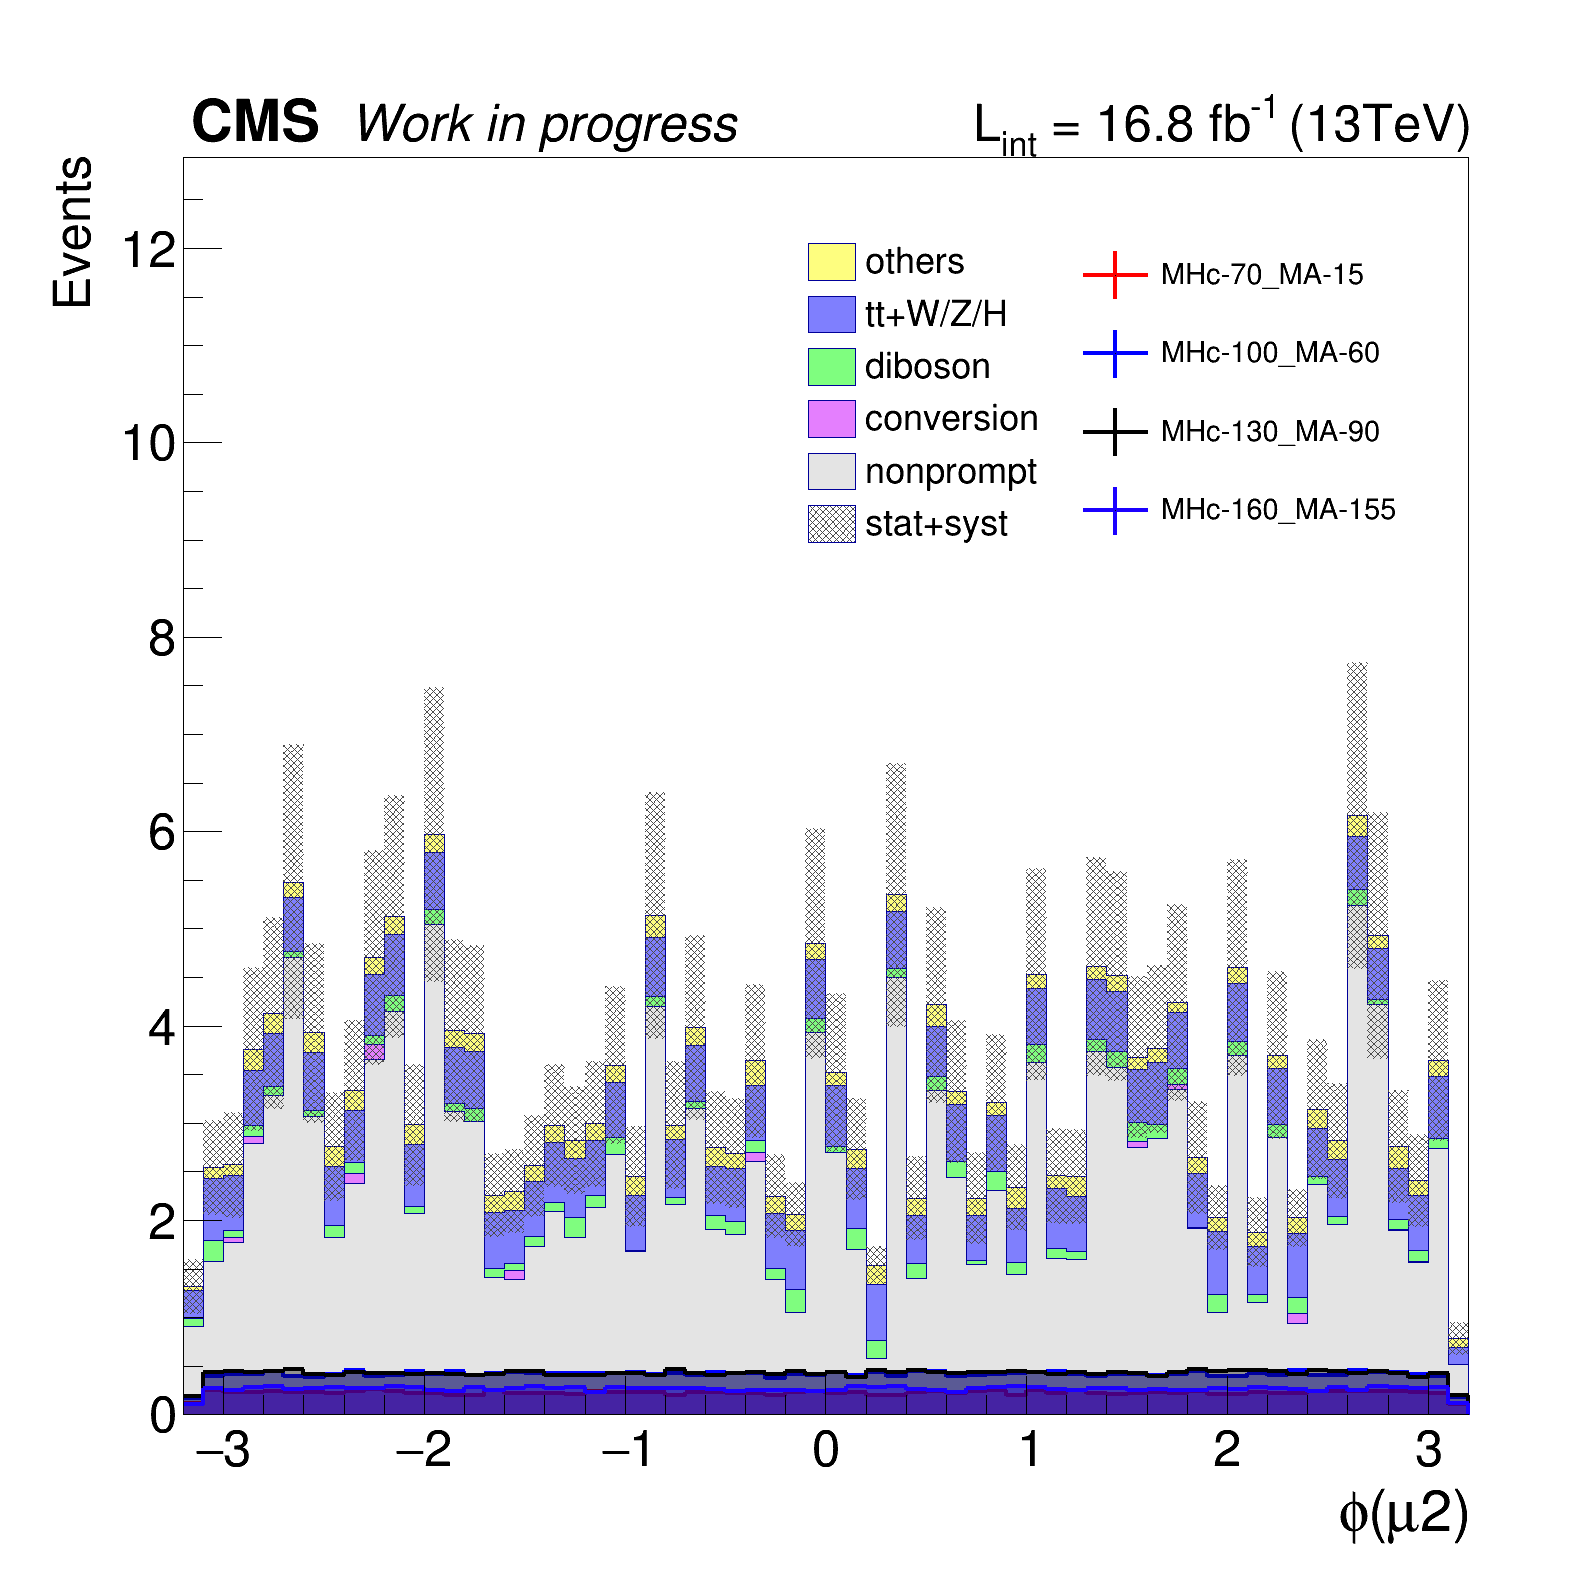 CMS Work in progress
L_int = 16.8 fb^-1 (13TeV)
Events
12
10
8
6
4
2
0
others
tt+W/Z/H
diboson
conversion
nonprompt
stat+syst
MHc-70_MA-15
MHc-100_MA-60
MHc-130_MA-90
MHc-160_MA-155
−3 −2 −1 0 1 2 3
ϕ(μ2)